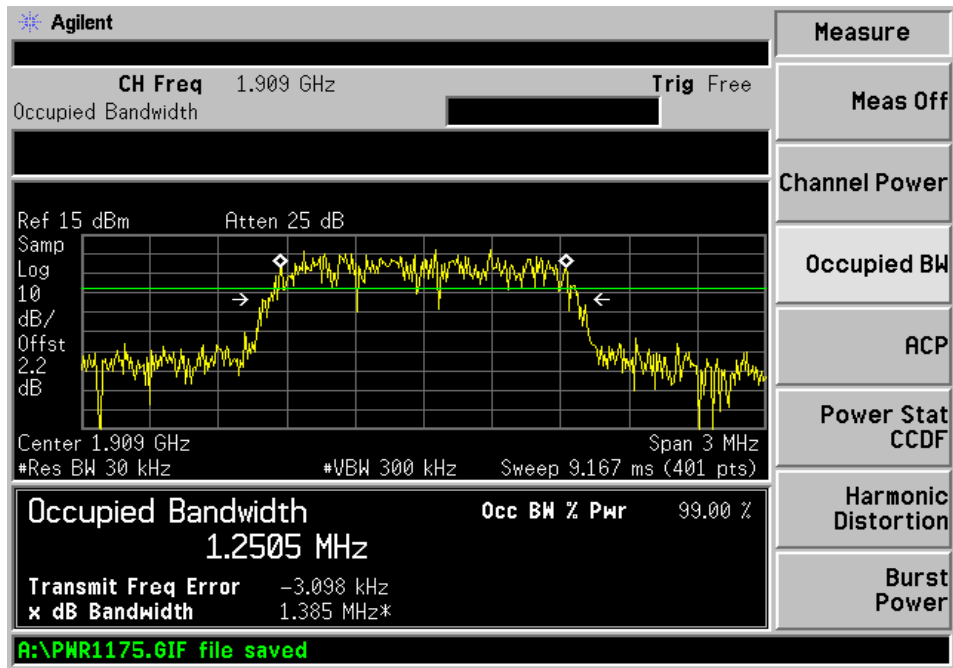 Agilent
CH Freq 1.909 GHz Trig Free
Occupied Bandwidth
Ref 15 dBm Atten 25 dB
Samp
Log
10
dB/
Offst
2.2
dB
Center 1.909 GHz Span 3 MHz
#Res BW 30 kHz #VBW 300 kHz Sweep 9.167 ms (401 pts)
Occupied Bandwidth Occ BW % Pwr 99.00 %
1.2505 MHz
Transmit Freq Error -3.098 kHz
x dB Bandwidth 1.385 MHz*
A:\PWR1175.GIF file saved
Measure
Meas Off
Channel Power
Occupied BW
ACP
Power Stat
CCDF
Harmonic
Distortion
Burst
Power